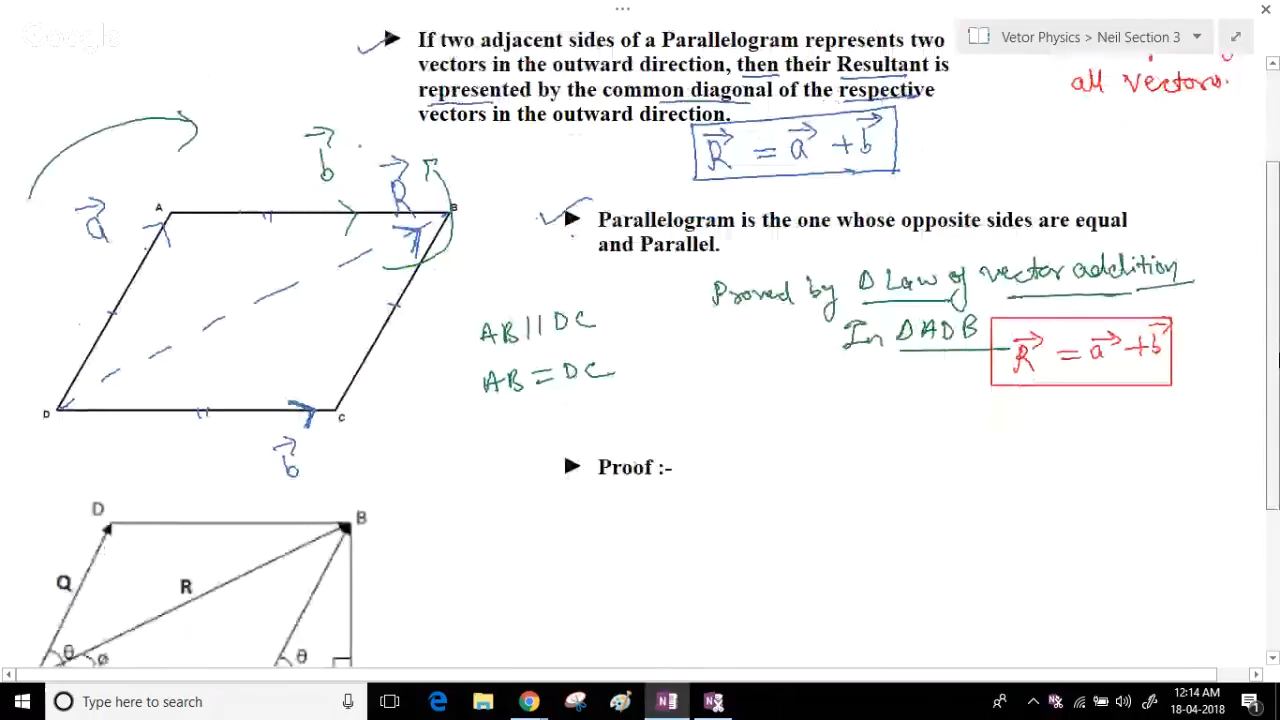 Google
Vetor Physics > Neil Section 3
all vectors.
If two adjacent sides of a Parallelogram represents two
vectors in the outward direction, then their Resultant is
represented by the common diagonal of the respective
vectors in the outward direction.
R = a + b
b
R
a
A
B
Parallelogram is the one whose opposite sides are equal
and Parallel.
Proved by Δ Law of vector addition
In ΔADB
R = a + b
AB || DC
AB = DC
D
C
b
Proof :-
D
B
Q
R
θ
ø
θ
Type here to search
12:14 AM
18-04-2018
1